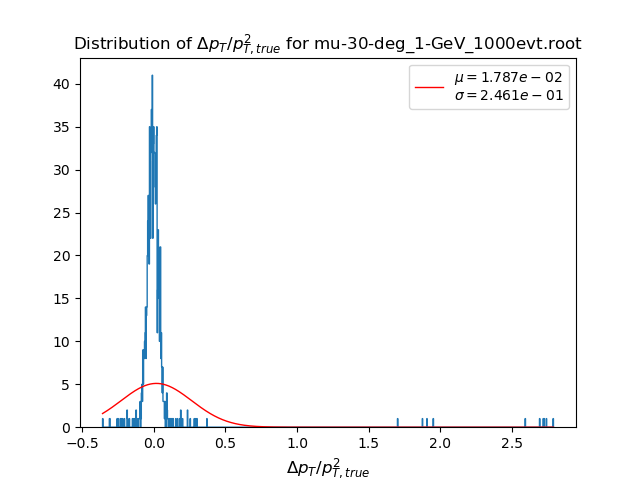 Distribution of Δp_T/p²_{T,true} for mu-30-deg_1-GeV_1000evt.root
μ = 1.787e − 02
σ = 2.461e − 01
40
35
30
25
20
15
10
5
0
−0.5 0.0 0.5 1.0 1.5 2.0 2.5
Δp_T/p²_{T,true}